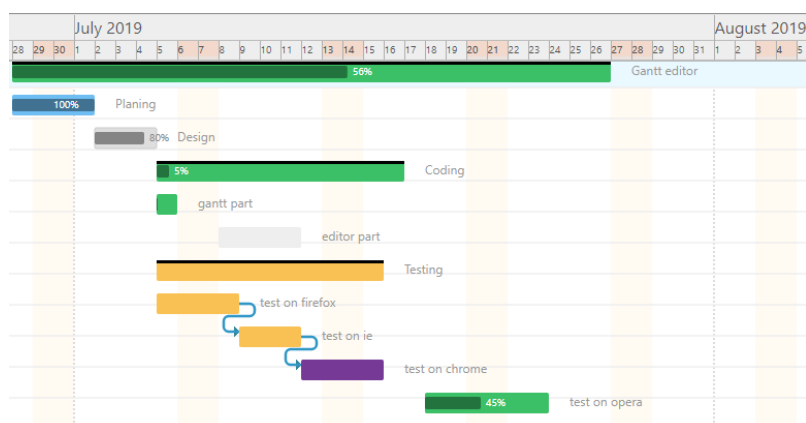 July 2019 August 2019
28 29 30 1 2 3 4 5 6 7 8 9 10 11 12 13 14 15 16 17 18 19 20 21 22 23 24 25 26 27 28 29 30 31 1 2 3 4 5
56% Gantt editor
100% Planing
80% Design
5% Coding
gantt part
editor part
Testing
test on firefox
test on ie
test on chrome
45% test on opera